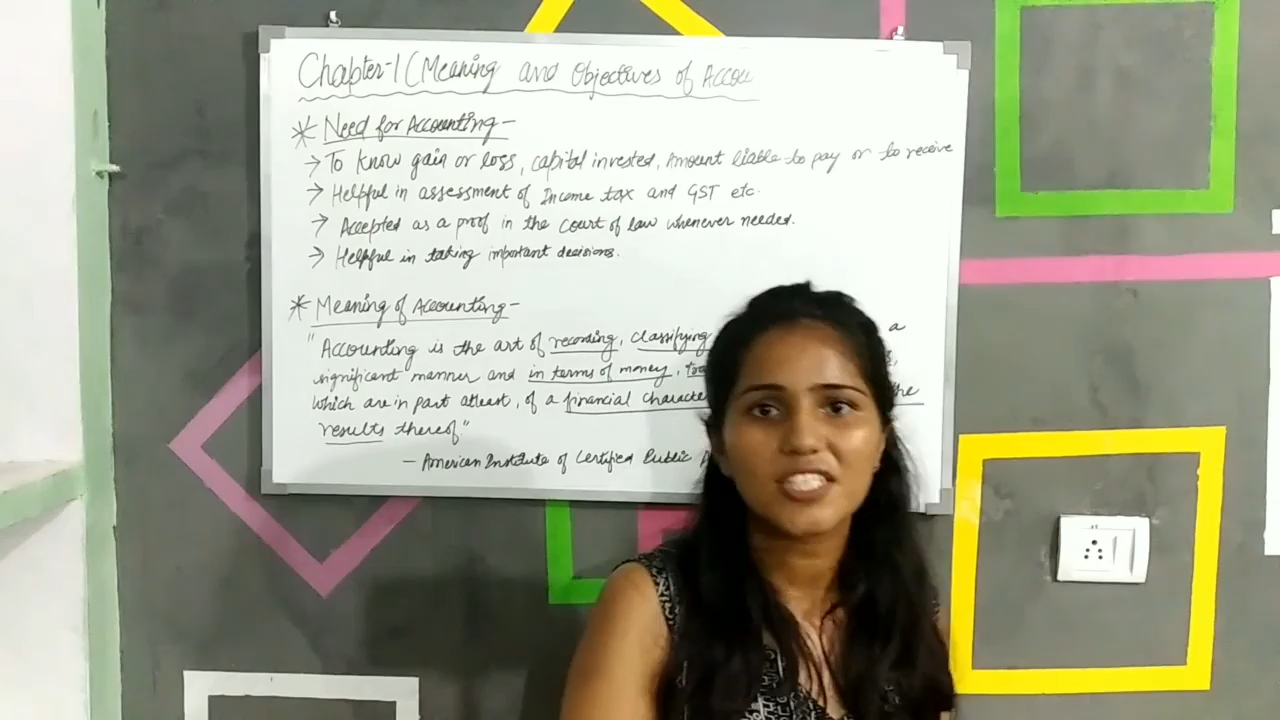 Chapter-1 (Meaning and Objectives of Accou
* Need for Accounting -
→ To know gain or loss, capital invested, Amount liable to pay or to receive
→ Helpful in assessment of Income tax and GST etc.
→ Accepted as a proof in the court of law whenever needed.
→ Helpful in taking important decisions.
* Meaning of Accounting -
"Accounting is the art of recording, classifying a
significant manner and in terms of money,
which are in part atleast, of a financial characte the
results thereof"
- American Institute of Certified Public